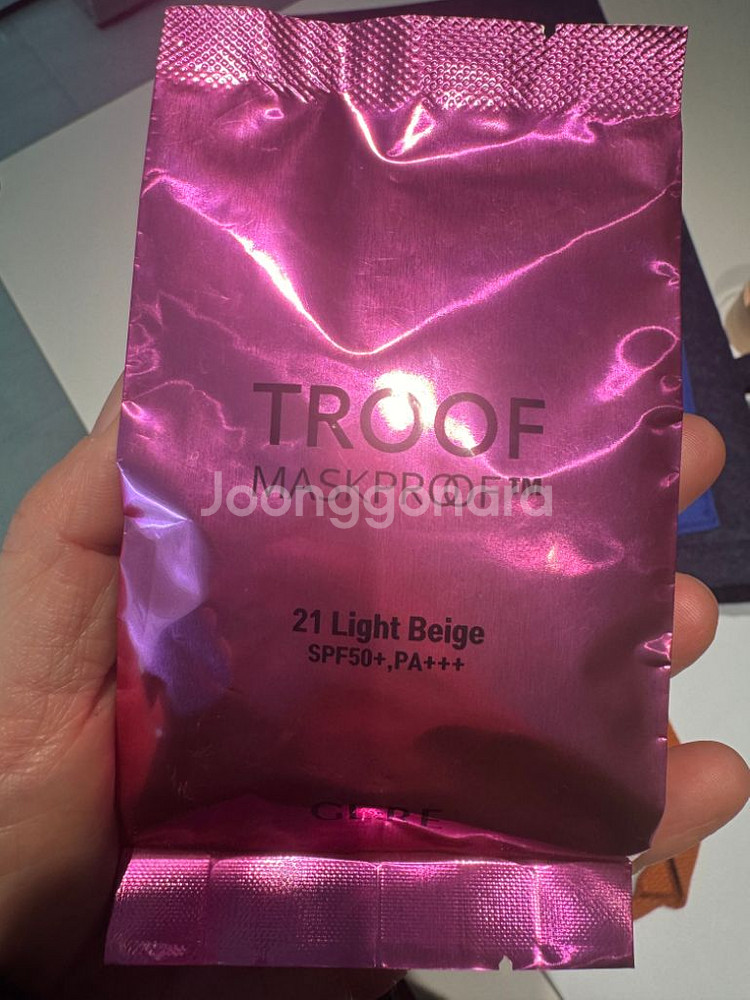 TROOF
MASKPROOF™
Joonggonara
21 Light Beige
SPF50+,PA+++